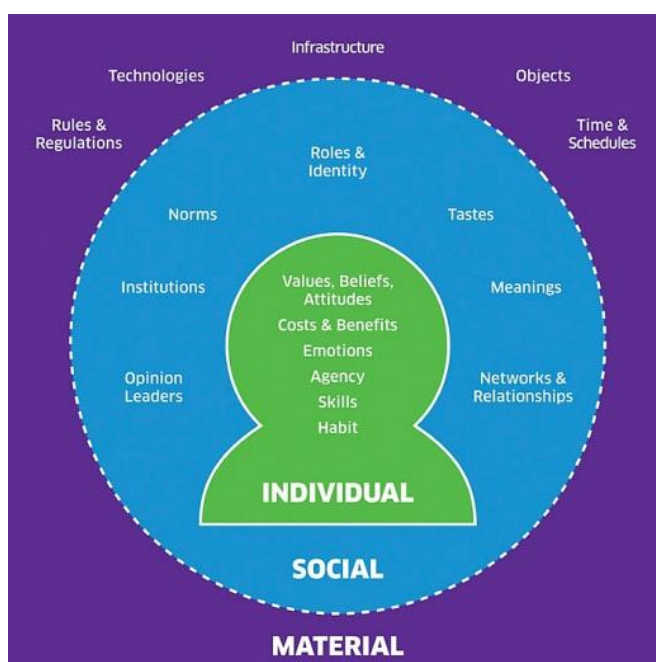 Infrastructure
Technologies
Objects
Rules &
Regulations
Time &
Schedules
Roles &
Identity
Norms
Tastes
Institutions
Meanings
Opinion
Leaders
Networks &
Relationships
Values, Beliefs,
Attitudes
Costs & Benefits
Emotions
Agency
Skills
Habit
INDIVIDUAL
SOCIAL
MATERIAL